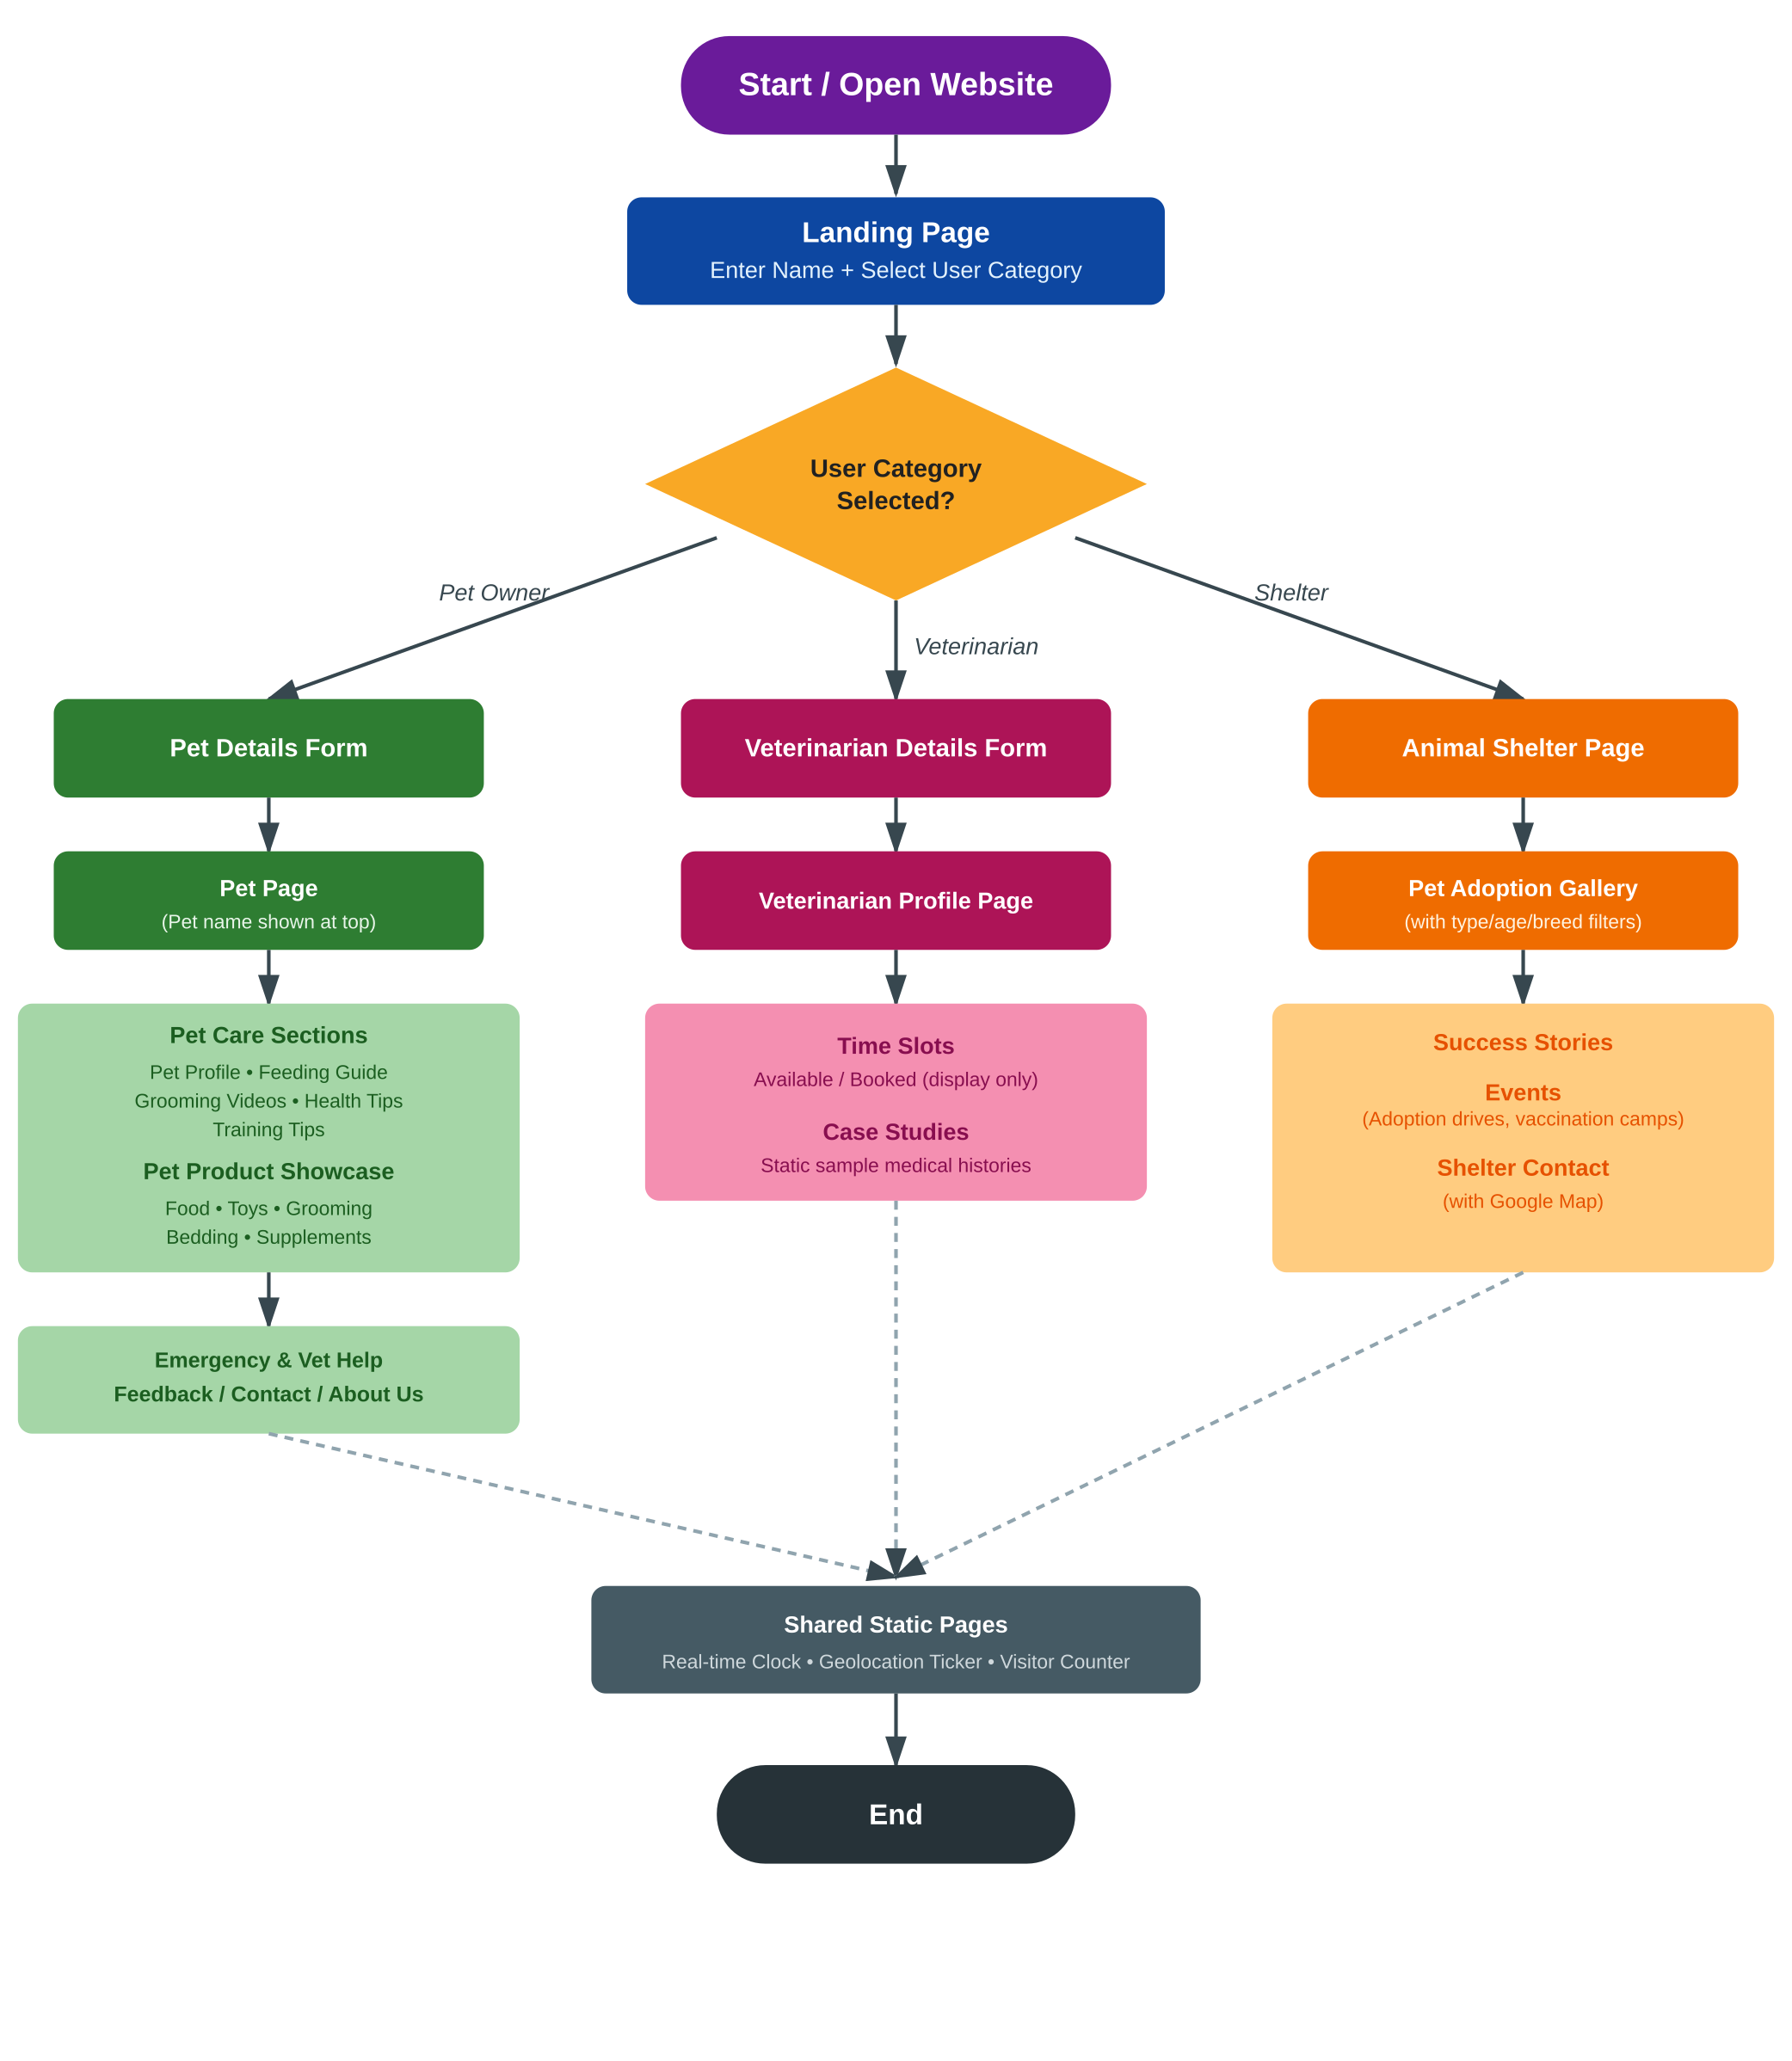 Start / Open Website
Landing Page
Enter Name + Select User Category
User Category
Selected?
Pet Owner
Veterinarian
Shelter
Pet Details Form
Pet Page
(Pet name shown at top)
Pet Care Sections
Pet Profile • Feeding Guide
Grooming Videos • Health Tips
Training Tips
Pet Product Showcase
Food • Toys • Grooming
Bedding • Supplements
Emergency & Vet Help
Feedback / Contact / About Us
Veterinarian Details Form
Veterinarian Profile Page
Time Slots
Available / Booked (display only)
Case Studies
Static sample medical histories
Animal Shelter Page
Pet Adoption Gallery
(with type/age/breed filters)
Success Stories
Events
(Adoption drives, vaccination camps)
Shelter Contact
(with Google Map)
Shared Static Pages
Real-time Clock • Geolocation Ticker • Visitor Counter
End